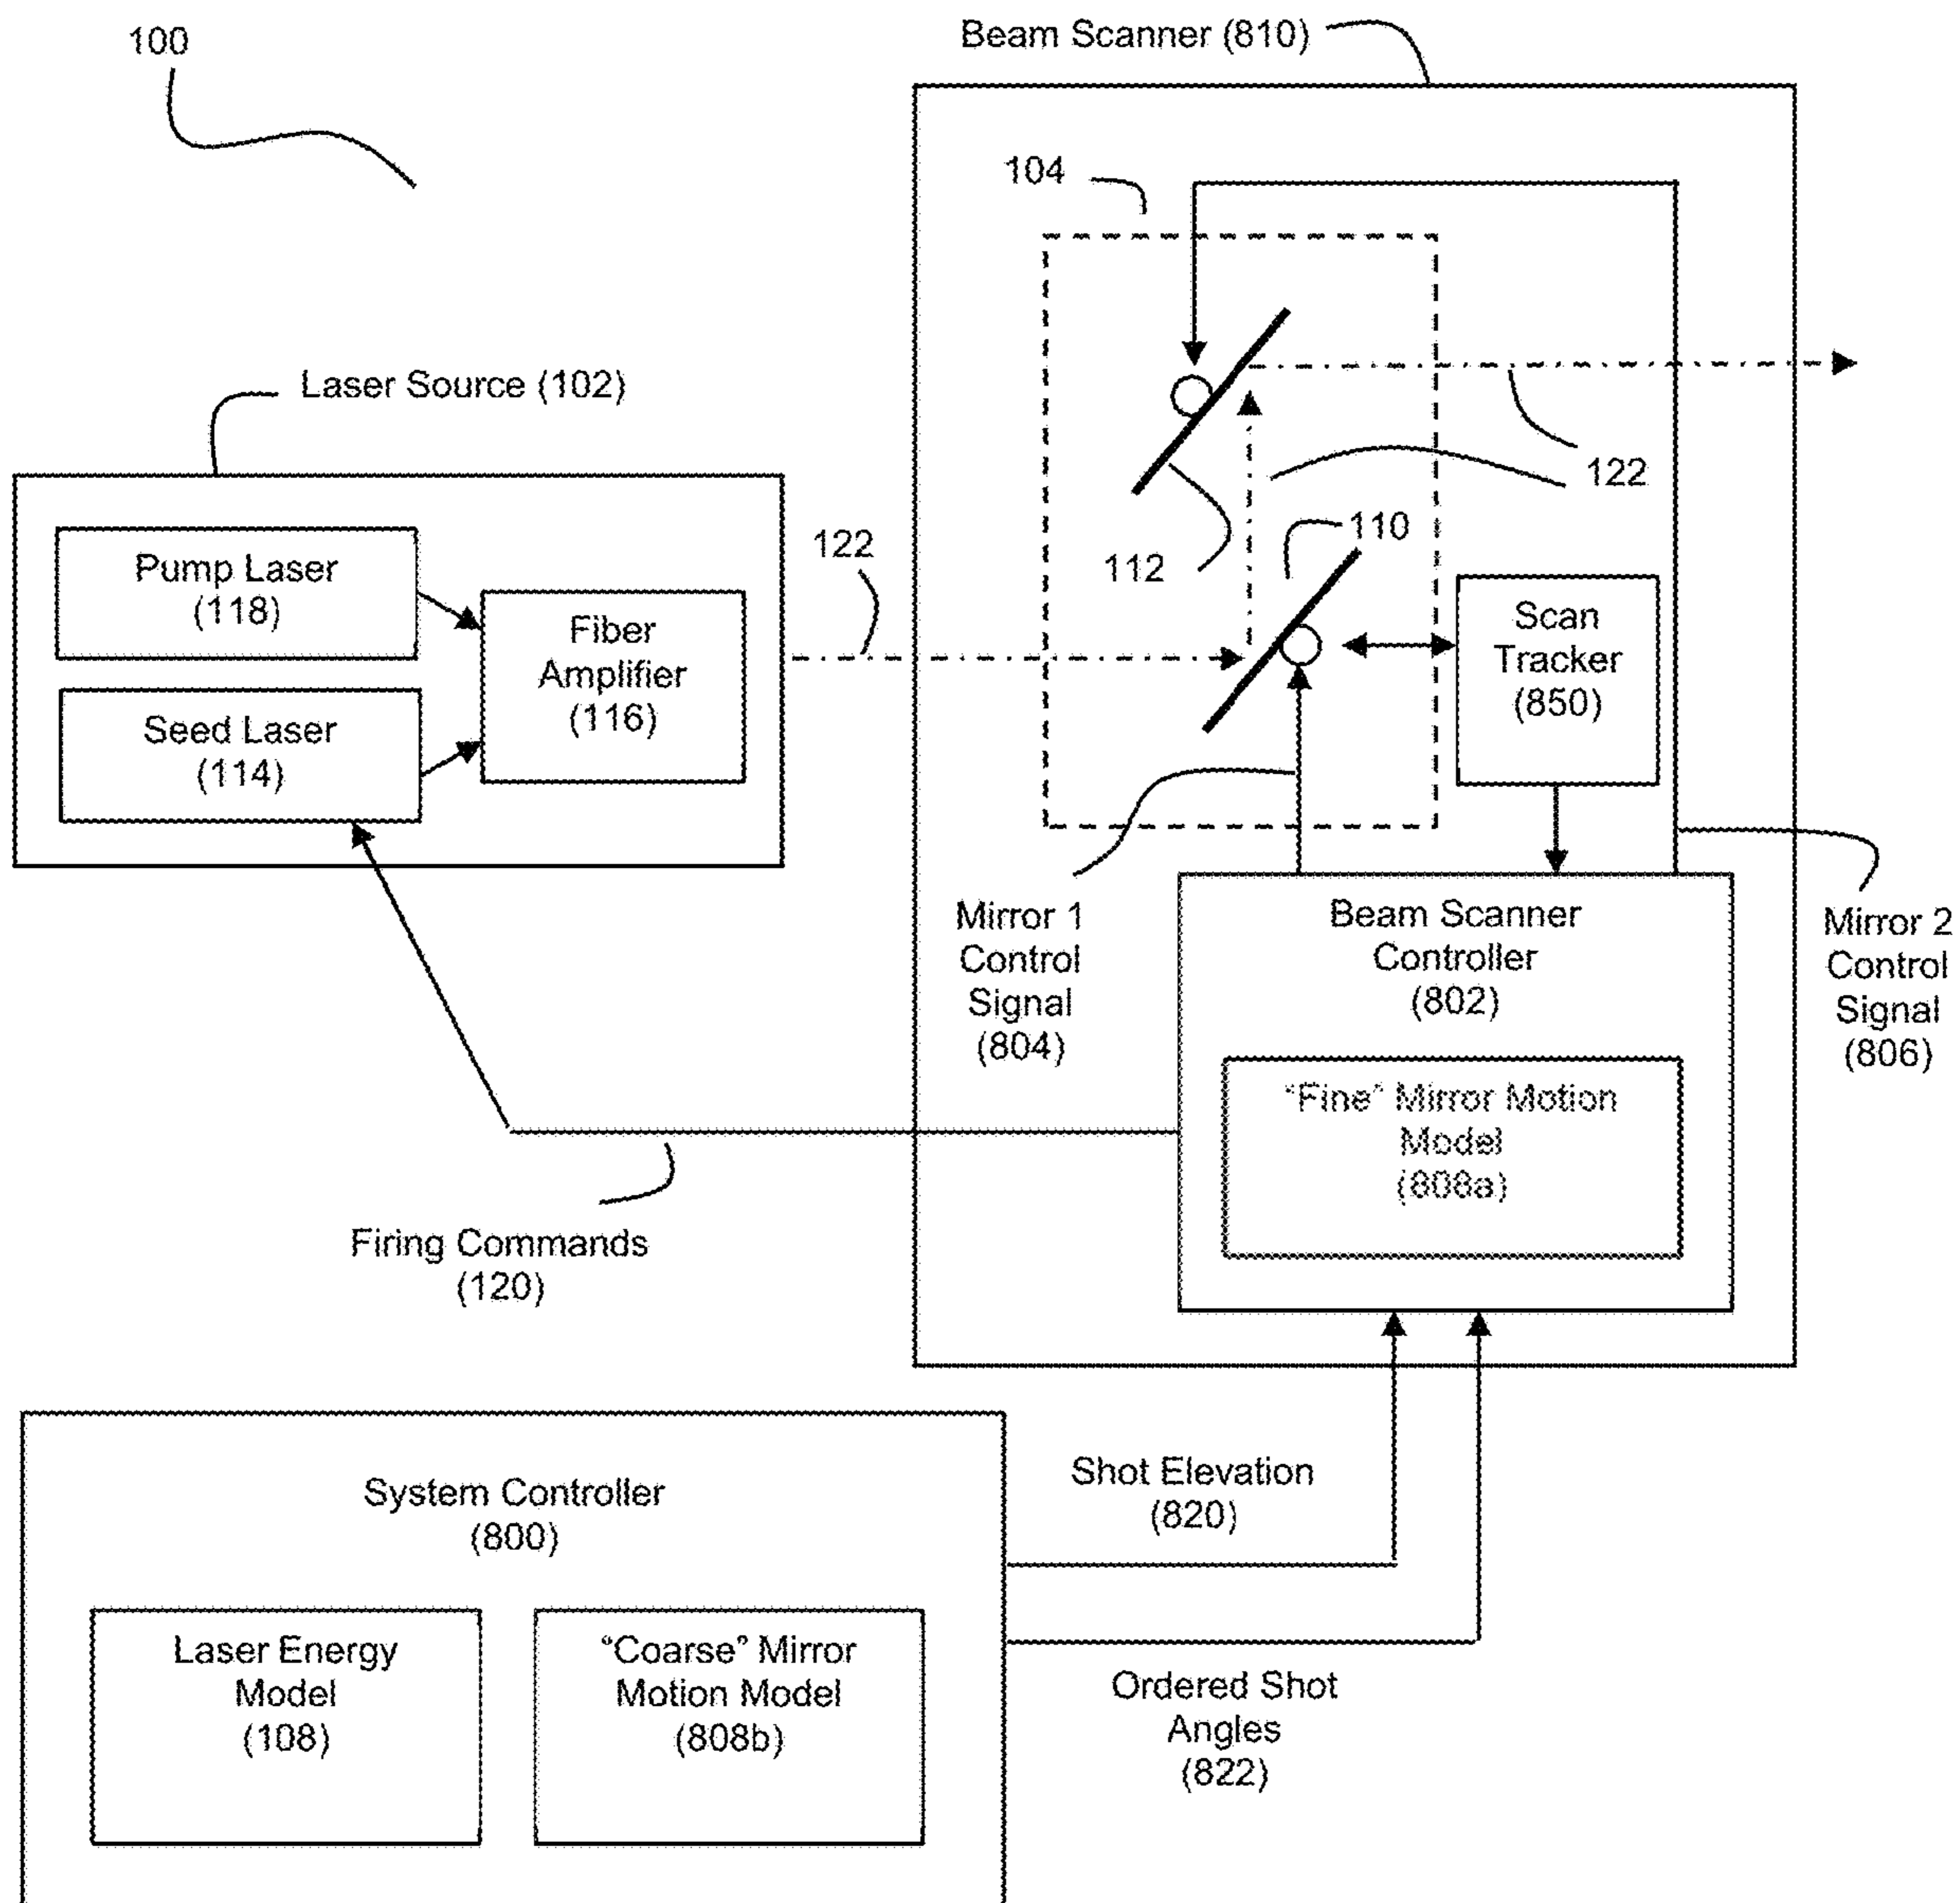 100
Beam Scanner (810)
104
Laser Source (102)
Pump Laser
(118)
Seed Laser
(114)
Fiber
Amplifier
(116)
122
112
110
122
Scan
Tracker
(850)
Mirror 1
Control
Signal
(804)
Beam Scanner
Controller
(802)
"Fine" Mirror Motion
Model
(808a)
Mirror 2
Control
Signal
(806)
Firing Commands
(120)
System Controller
(800)
Laser Energy
Model
(108)
"Coarse" Mirror
Motion Model
(808b)
Shot Elevation
(820)
Ordered Shot
Angles
(822)